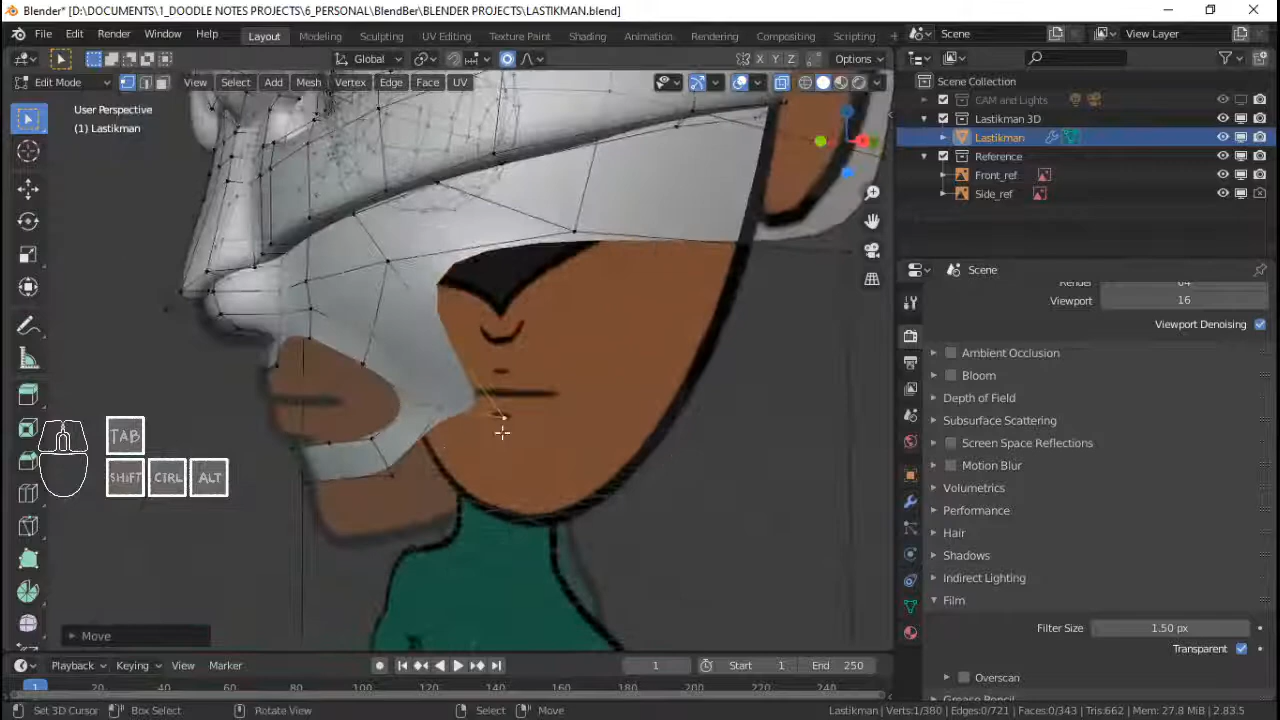 Blender* [D:\DOCUMENTS\1_DOODLE NOTES PROJECTS\6_PERSONAL\BlendBer\BLENDER PROJECTS\LASTIKMAN.blend]
File Edit Render Window Help Layout Modeling Sculpting UV Editing Texture Paint Shading Animation Rendering Compositing Scripting Scene View Layer
Global X Y Z Options
Edit Mode View Select Add Mesh Vertex Edge Face UV
Scene Collection
User Perspective
(1) Lastikman
CAM and Lights
Lastikman 3D
Lastikman
Reference
Front_ref
Side_ref
Scene
Render 64
Viewport 16
Viewport Denoising
Ambient Occlusion
Bloom
Depth of Field
Subsurface Scattering
Screen Space Reflections
Motion Blur
Volumetrics
Performance
Hair
Shadows
Indirect Lighting
Film
Filter Size 1.50 px
Transparent
Overscan
Grease Pencil
TAB
SHIFT CTRL ALT
Move
Playback Keying View Marker 1 Start 1 End 250
1 20 40 60 80 100 120 140 160 180 200 220 240
Set 3D Cursor Box Select Rotate View Select Move Lastikman | Verts:1/380 | Edges:0/721 | Faces:0/343 | Tris:662 | Mem: 27.8 MiB | 2.83.5